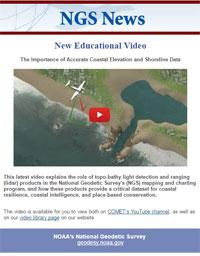 NGS News
New Educational Video
The Importance of Accurate Coastal Elevation and Shoreline Data
This latest video explains the role of topo-bathy light detection and ranging
(lidar) products in the National Geodetic Survey's (NGS) mapping and charting
program, and how these products provide a critical dataset for coastal
resilience, coastal intelligence, and place-based conservation.
The video is available for you to view both on COMET's YouTube channel, as well as
on our video library page on our website.
NOAA's National Geodetic Survey
geodesy.noaa.gov